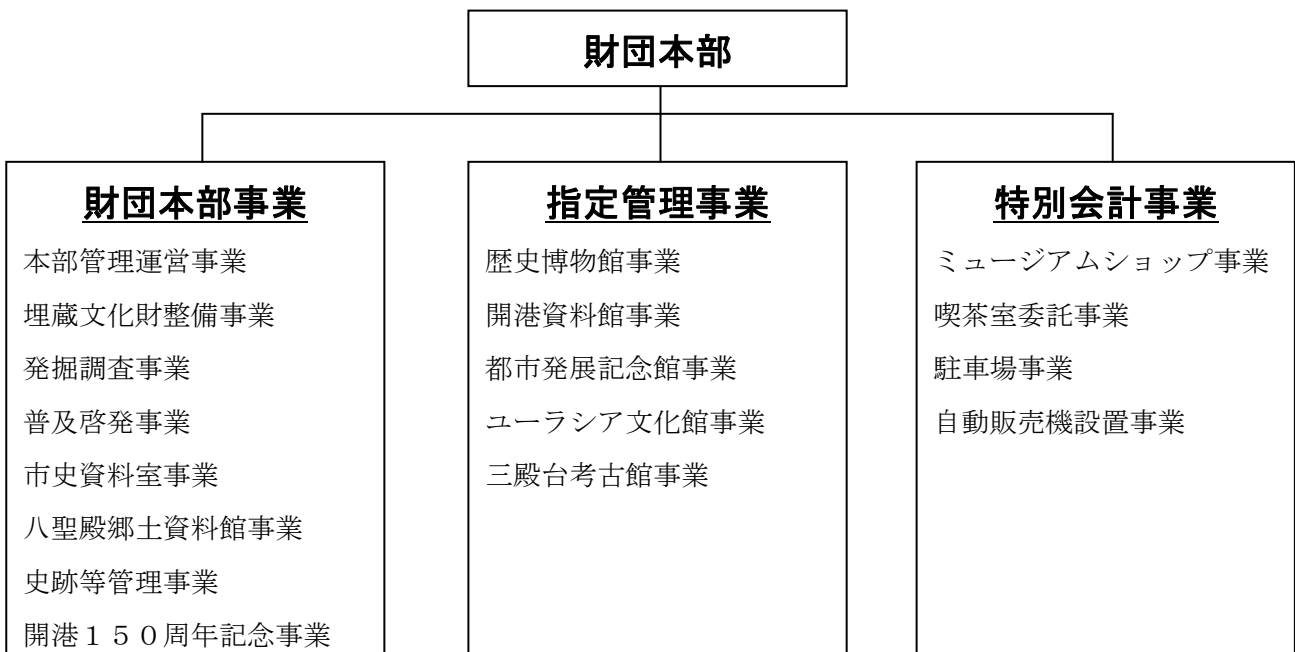 財団本部
財団本部事業
本部管理運営事業
埋蔵文化財整備事業
発掘調査事業
普及啓発事業
市史資料室事業
八聖殿郷土資料館事業
史跡等管理事業
開港１５０周年記念事業
指定管理事業
歴史博物館事業
開港資料館事業
都市発展記念館事業
ユーラシア文化館事業
三殿台考古館事業
特別会計事業
ミュージアムショップ事業
喫茶室委託事業
駐車場事業
自動販売機設置事業